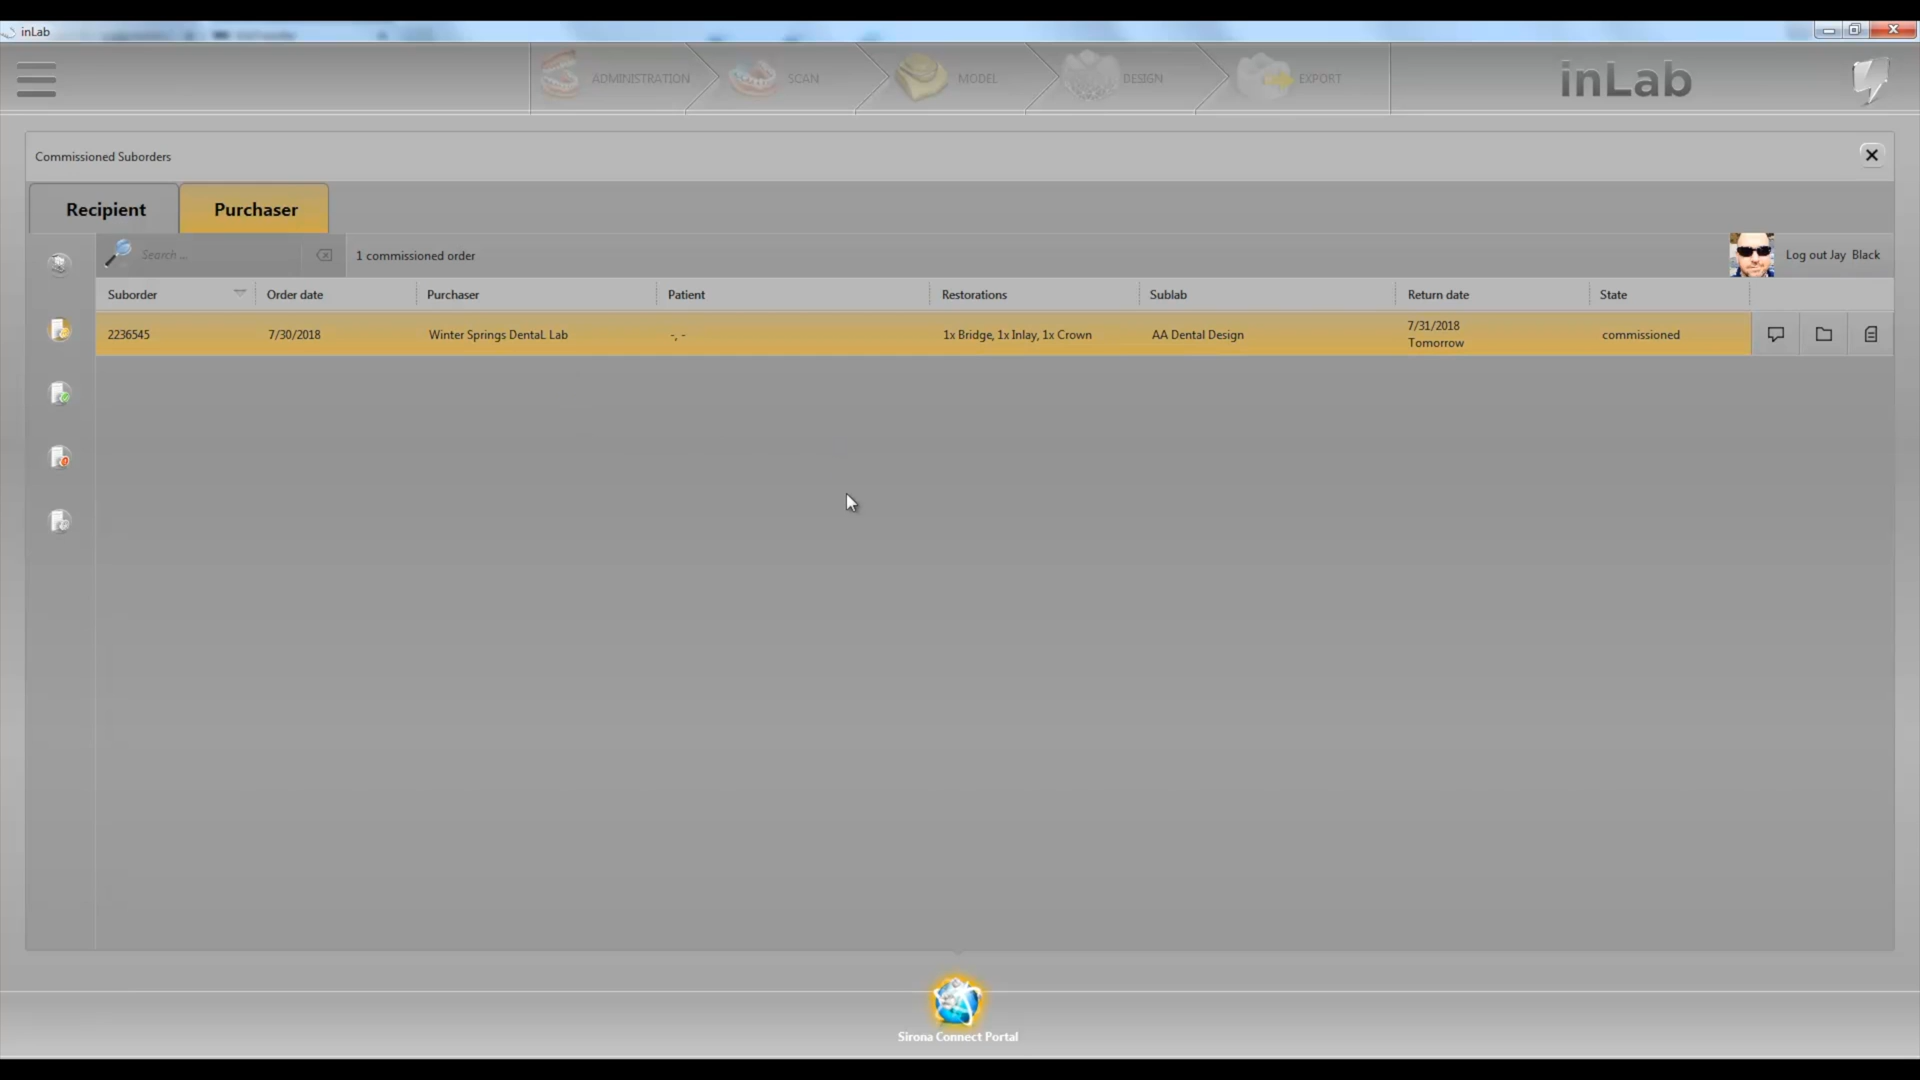 inLab
ADMINISTRATION SCAN MODEL DESIGN EXPORT inLab
Commissioned Suborders
Recipient Purchaser
Search ... 1 commissioned order Log out Jay Black
Suborder Order date Purchaser Patient Restorations Sublab Return date State
2236545 7/30/2018 Winter Springs DentaL Lab -, - 1x Bridge, 1x Inlay, 1x Crown AA Dental Design 7/31/2018 commissioned
Tomorrow
Sirona Connect Portal